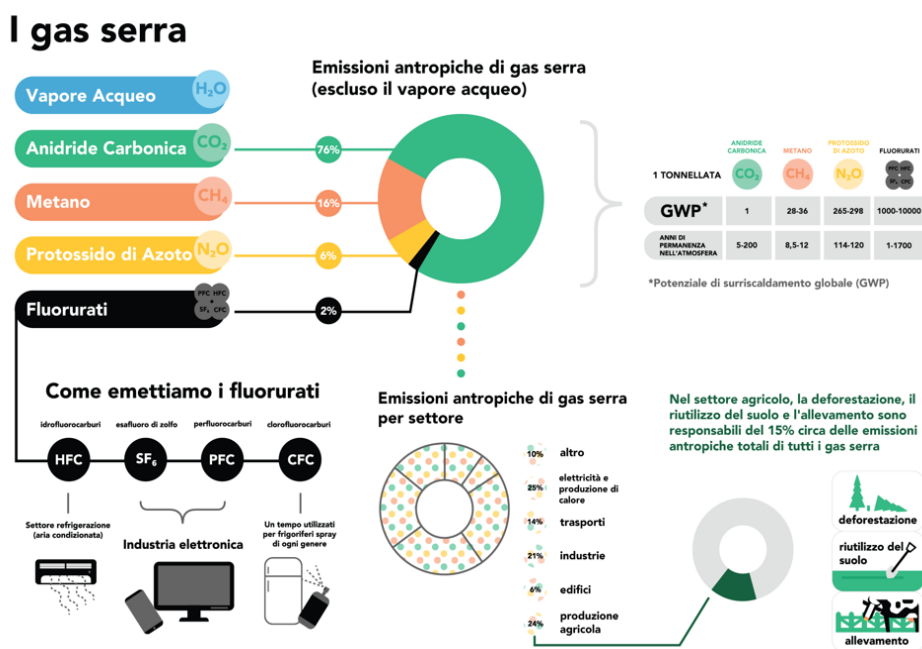 I gas serra
Vapore Acqueo
H₂O
Anidride Carbonica
CO₂
76%
Metano
CH₄
16%
Protossido di Azoto
N₂O
6%
Fluorurati
PFC HFC
SF₆ CFC
2%
Emissioni antropiche di gas serra
(escluso il vapore acqueo)
1 TONNELLATA
ANIDRIDE
CARBONICA
CO₂
METANO
CH₄
PROTOSSIDO
DI AZOTO
N₂O
FLUORURATI
PFC HFC
SF₆ CFC
GWP*
1
28-36
265-298
1000-10000
ANNI DI
PERMANENZA
NELL'ATMOSFERA
5-200
8,5-12
114-120
1-1700
*Potenziale di surriscaldamento globale (GWP)
Come emettiamo i fluorurati
idrofluorocarburi
esafluoro di zolfo
perfluorocarburi
clorofluorocarburi
HFC
SF₆
PFC
CFC
Settore refrigerazione
(aria condizionata)
Industria elettronica
Un tempo utilizzati
per frigoriferi spray
di ogni genere
Emissioni antropiche di gas serra
per settore
10%
altro
25%
elettricità e
produzione di
calore
14%
trasporti
21%
industrie
6%
edifici
24%
produzione
agricola
Nel settore agricolo, la deforestazione, il
riutilizzo del suolo e l'allevamento sono
responsabili del 15% circa delle emissioni
antropiche totali di tutti i gas serra
deforestazione
riutilizzo del
suolo
allevamento